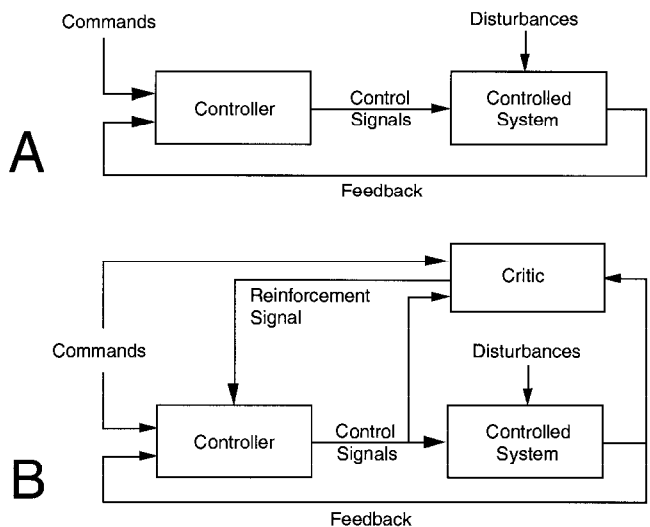 Commands
Disturbances
Controller
Control
Signals
Controlled
System
A
Feedback
Critic
Reinforcement
Signal
Commands
Disturbances
Controller
Control
Signals
Controlled
System
B
Feedback